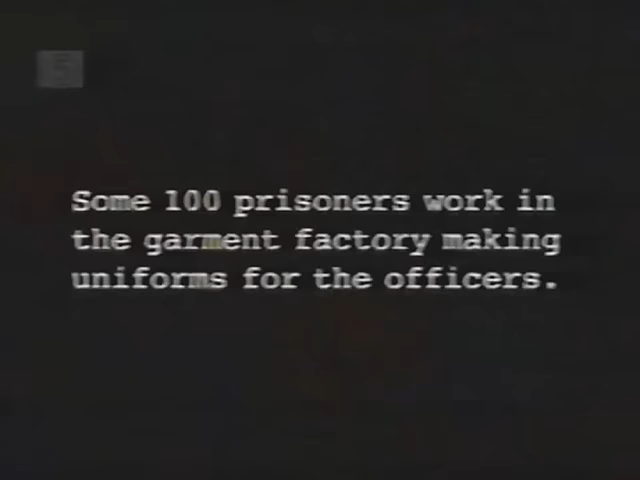 Some 100 prisoners work in
the garment factory making
uniforms for the officers.